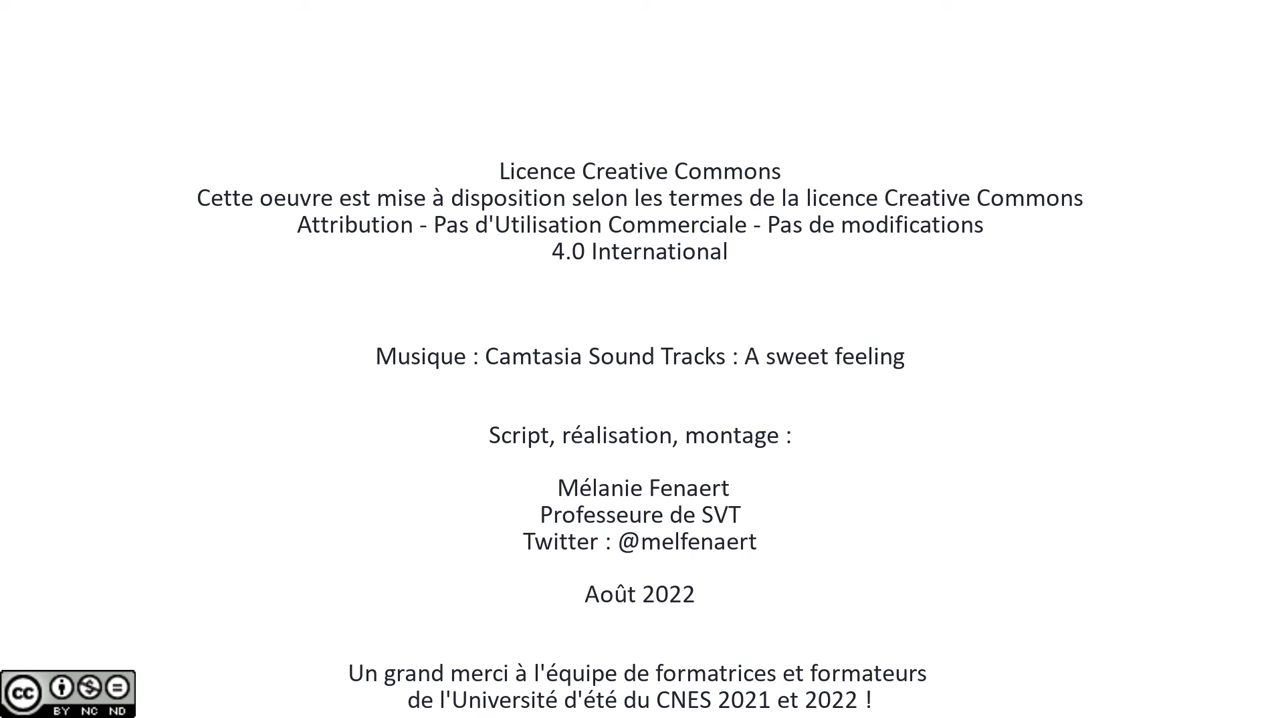 Licence Creative Commons
Cette oeuvre est mise à disposition selon les termes de la licence Creative Commons
Attribution - Pas d'Utilisation Commerciale - Pas de modifications
4.0 International
Musique : Camtasia Sound Tracks : A sweet feeling
Script, réalisation, montage :
Mélanie Fenaert
Professeure de SVT
Twitter : @melfenaert
Août 2022
Un grand merci à l'équipe de formatrices et formateurs
de l'Université d'été du CNES 2021 et 2022 !
cc
BY NC ND